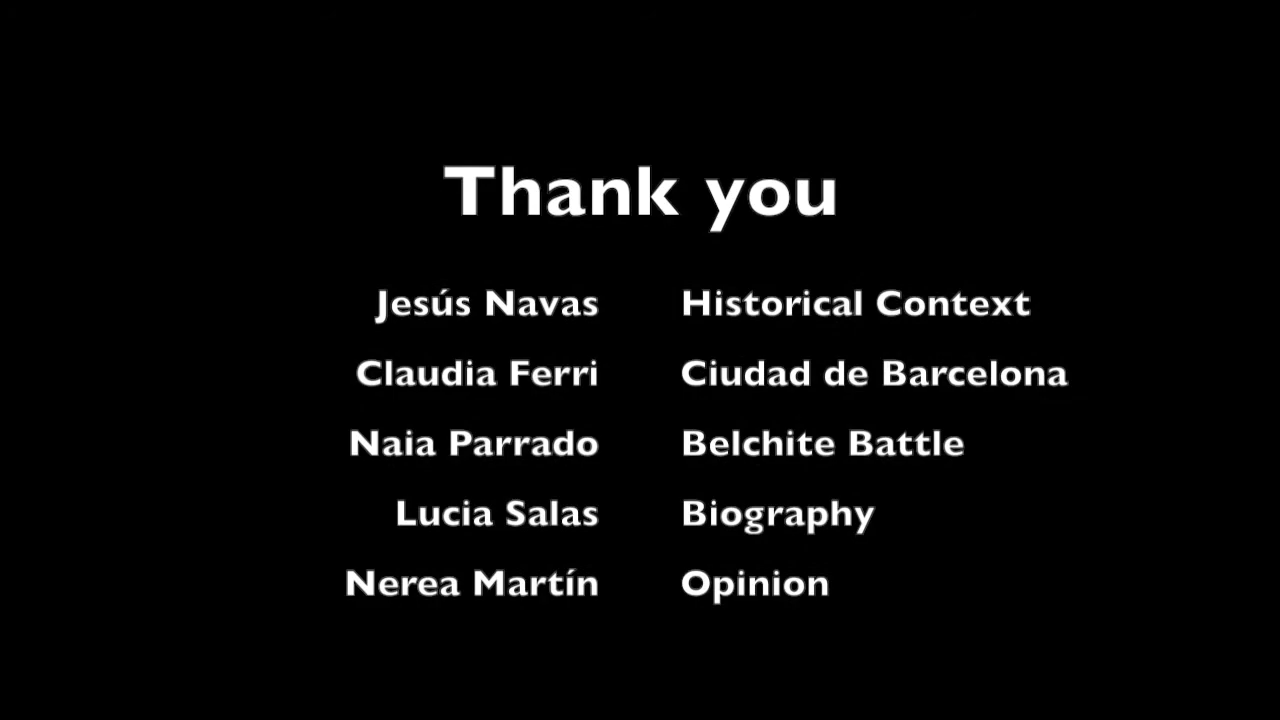 Thank you
Jesús Navas Historical Context
Claudia Ferri Ciudad de Barcelona
Naia Parrado Belchite Battle
Lucia Salas Biography
Nerea Martín Opinion